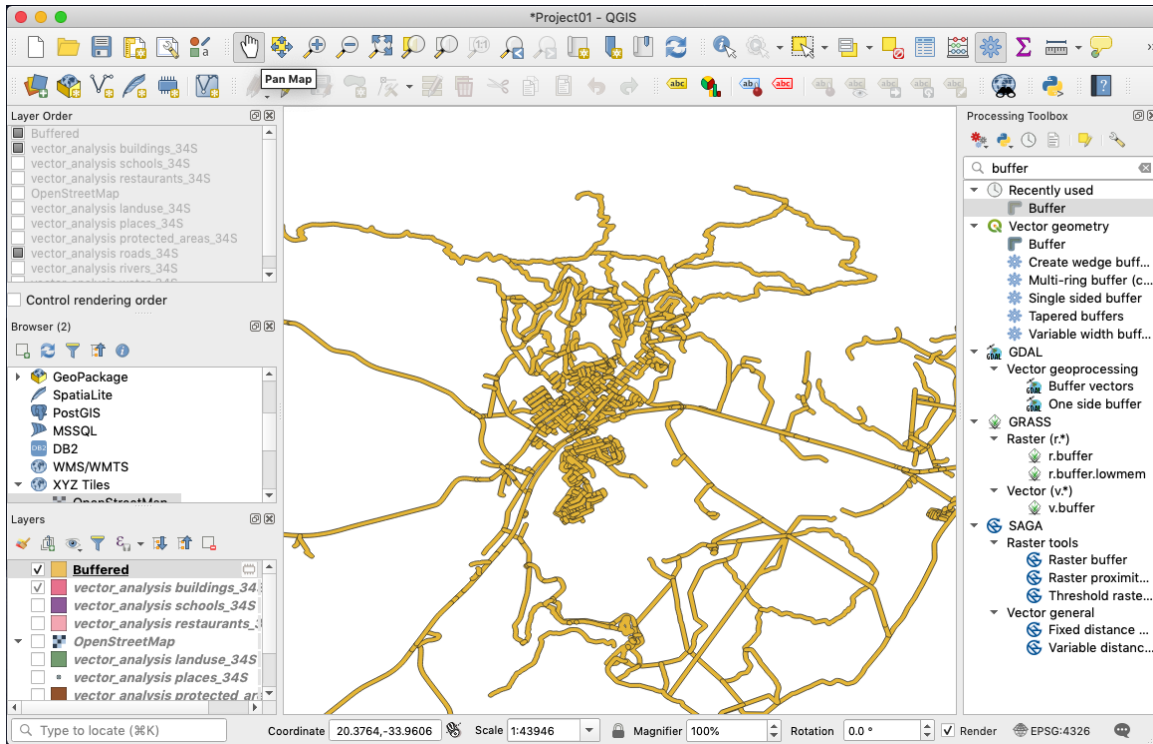 *Project01 - QGIS
Pan Map
Layer Order
Buffered
vector_analysis buildings_34S
vector_analysis schools_34S
vector_analysis restaurants_34S
OpenStreetMap
vector_analysis landuse_34S
vector_analysis places_34S
vector_analysis protected_areas_34S
vector_analysis roads_34S
vector_analysis rivers_34S
Control rendering order
Browser (2)
GeoPackage
SpatiaLite
PostGIS
MSSQL
DB2
WMS/WMTS
XYZ Tiles
OpenStreetMap
Layers
Buffered
vector_analysis buildings_34
vector_analysis schools_34S
vector_analysis restaurants_
OpenStreetMap
vector_analysis landuse_34S
vector_analysis places_34S
vector_analysis protected_ar
Processing Toolbox
buffer
Recently used
Buffer
Vector geometry
Buffer
Create wedge buff...
Multi-ring buffer (c...
Single sided buffer
Tapered buffers
Variable width buff...
GDAL
Vector geoprocessing
Buffer vectors
One side buffer
GRASS
Raster (r.*)
r.buffer
r.buffer.lowmem
Vector (v.*)
v.buffer
SAGA
Raster tools
Raster buffer
Raster proximit...
Threshold raste...
Vector general
Fixed distance ...
Variable distanc...
Type to locate (⌘K) Coordinate 20.3764,-33.9606 Scale 1:43946 Magnifier 100% Rotation 0.0 ° Render EPSG:4326